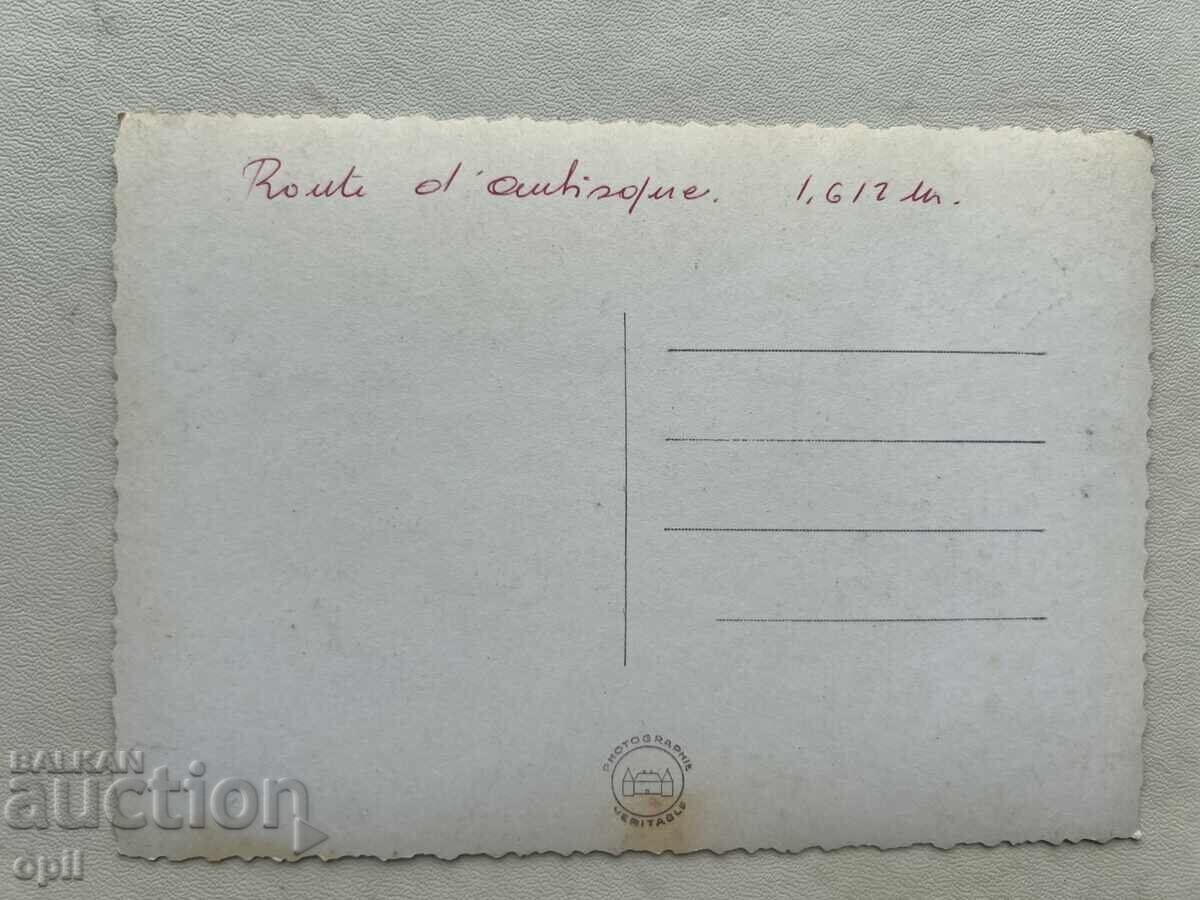 Route d'aubisque. 1,612 m.
PHOTOGRAPHIE
VERITABLE
BALKAN
auction
opil